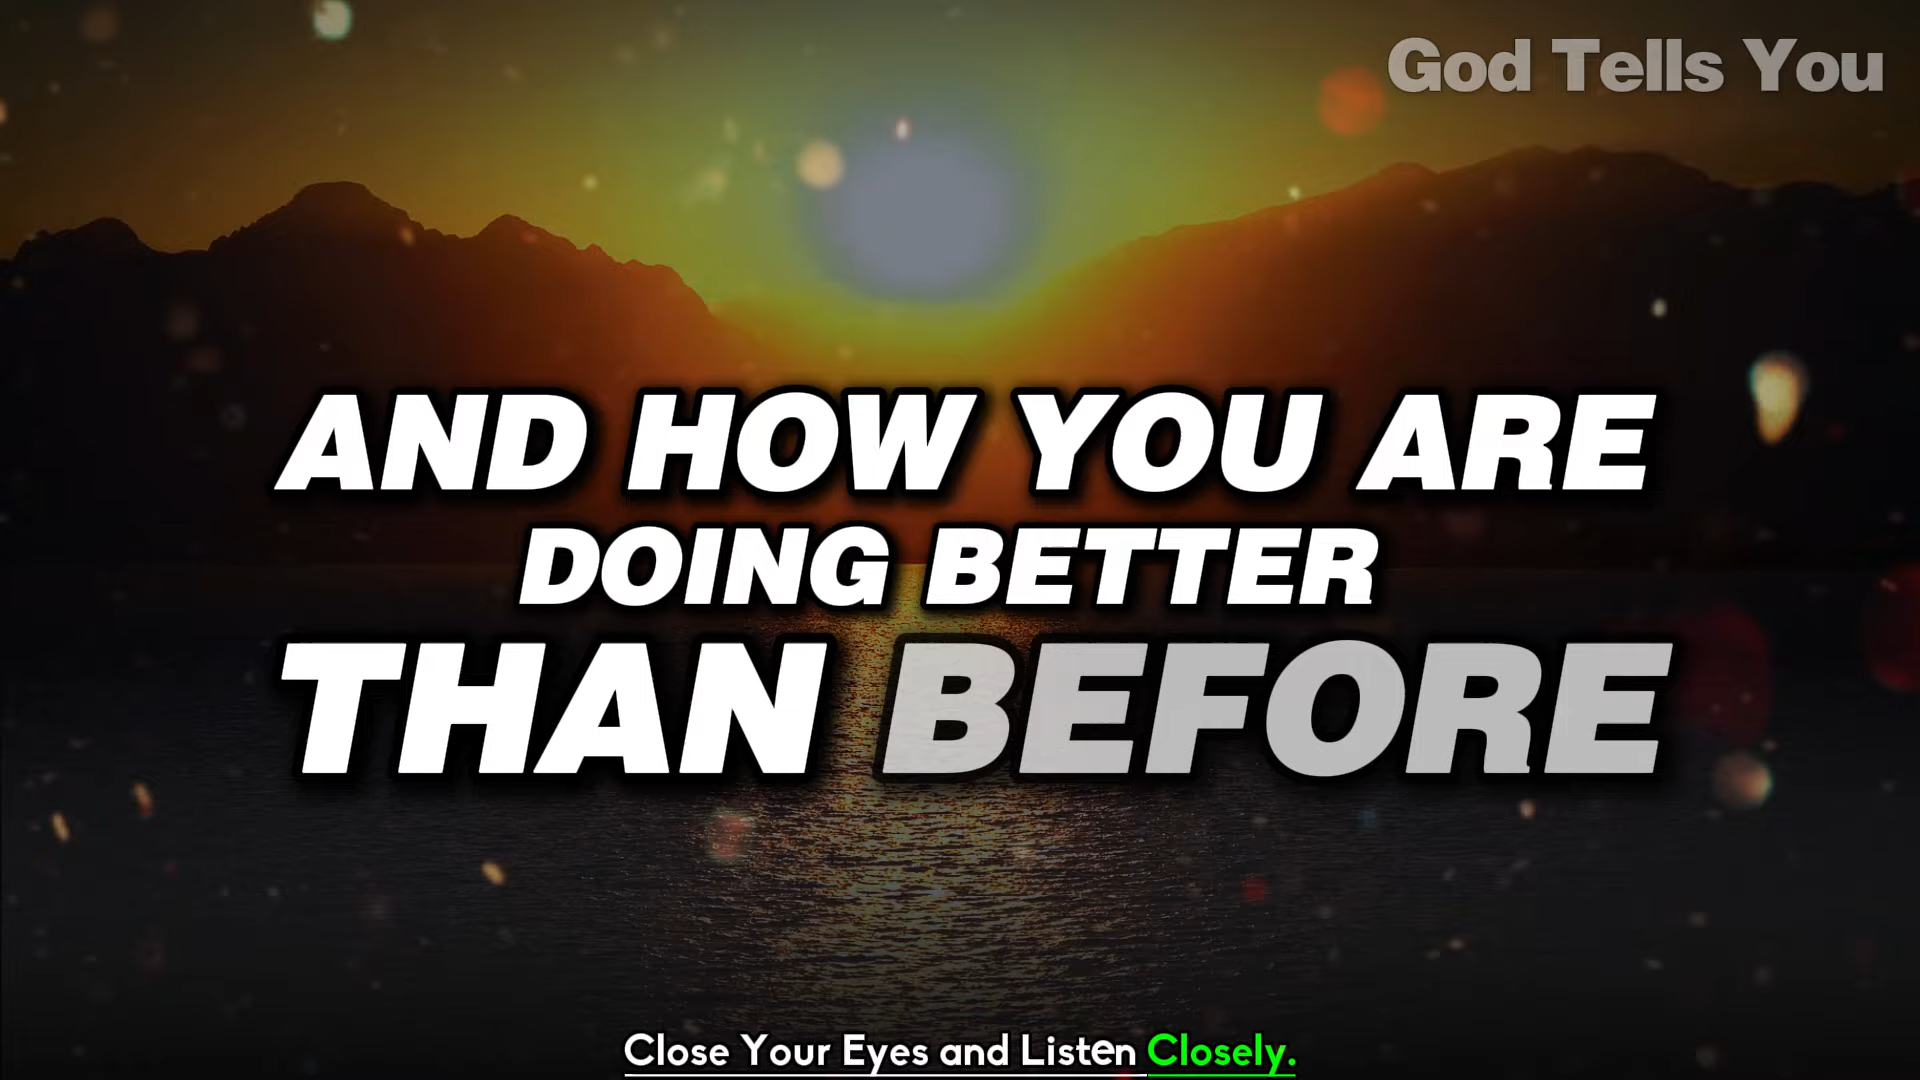 God Tells You
AND HOW YOU ARE
DOING BETTER
THAN BEFORE
Close Your Eyes and Listen Closely.